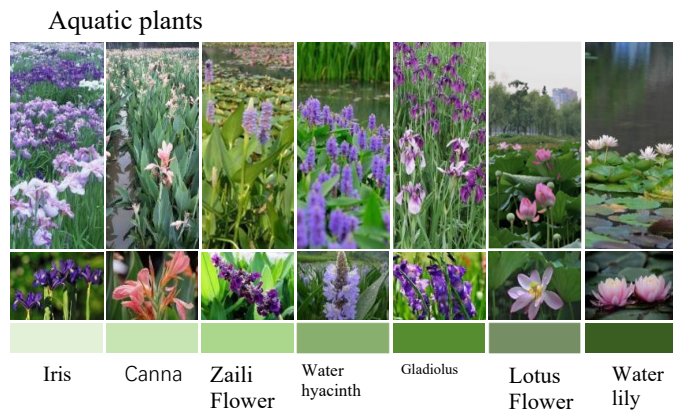 Aquatic plants
Iris
Canna
Zaili
Flower
Water
hyacinth
Gladiolus
Lotus
Flower
Water
lily